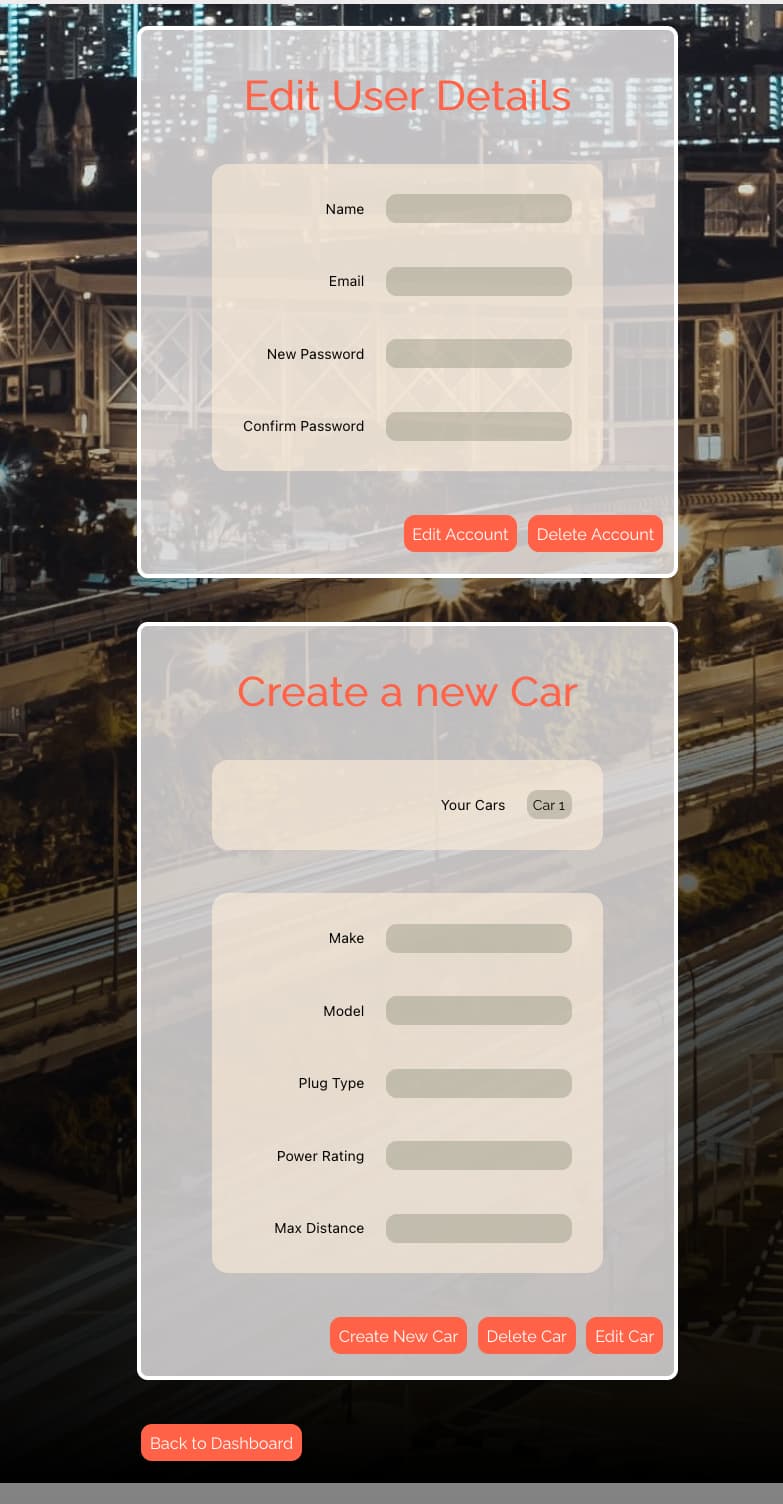 Edit User Details
Name
Email
New Password
Confirm Password
Edit Account Delete Account
Create a new Car
Your Cars Car 1
Make
Model
Plug Type
Power Rating
Max Distance
Create New Car Delete Car Edit Car
Back to Dashboard